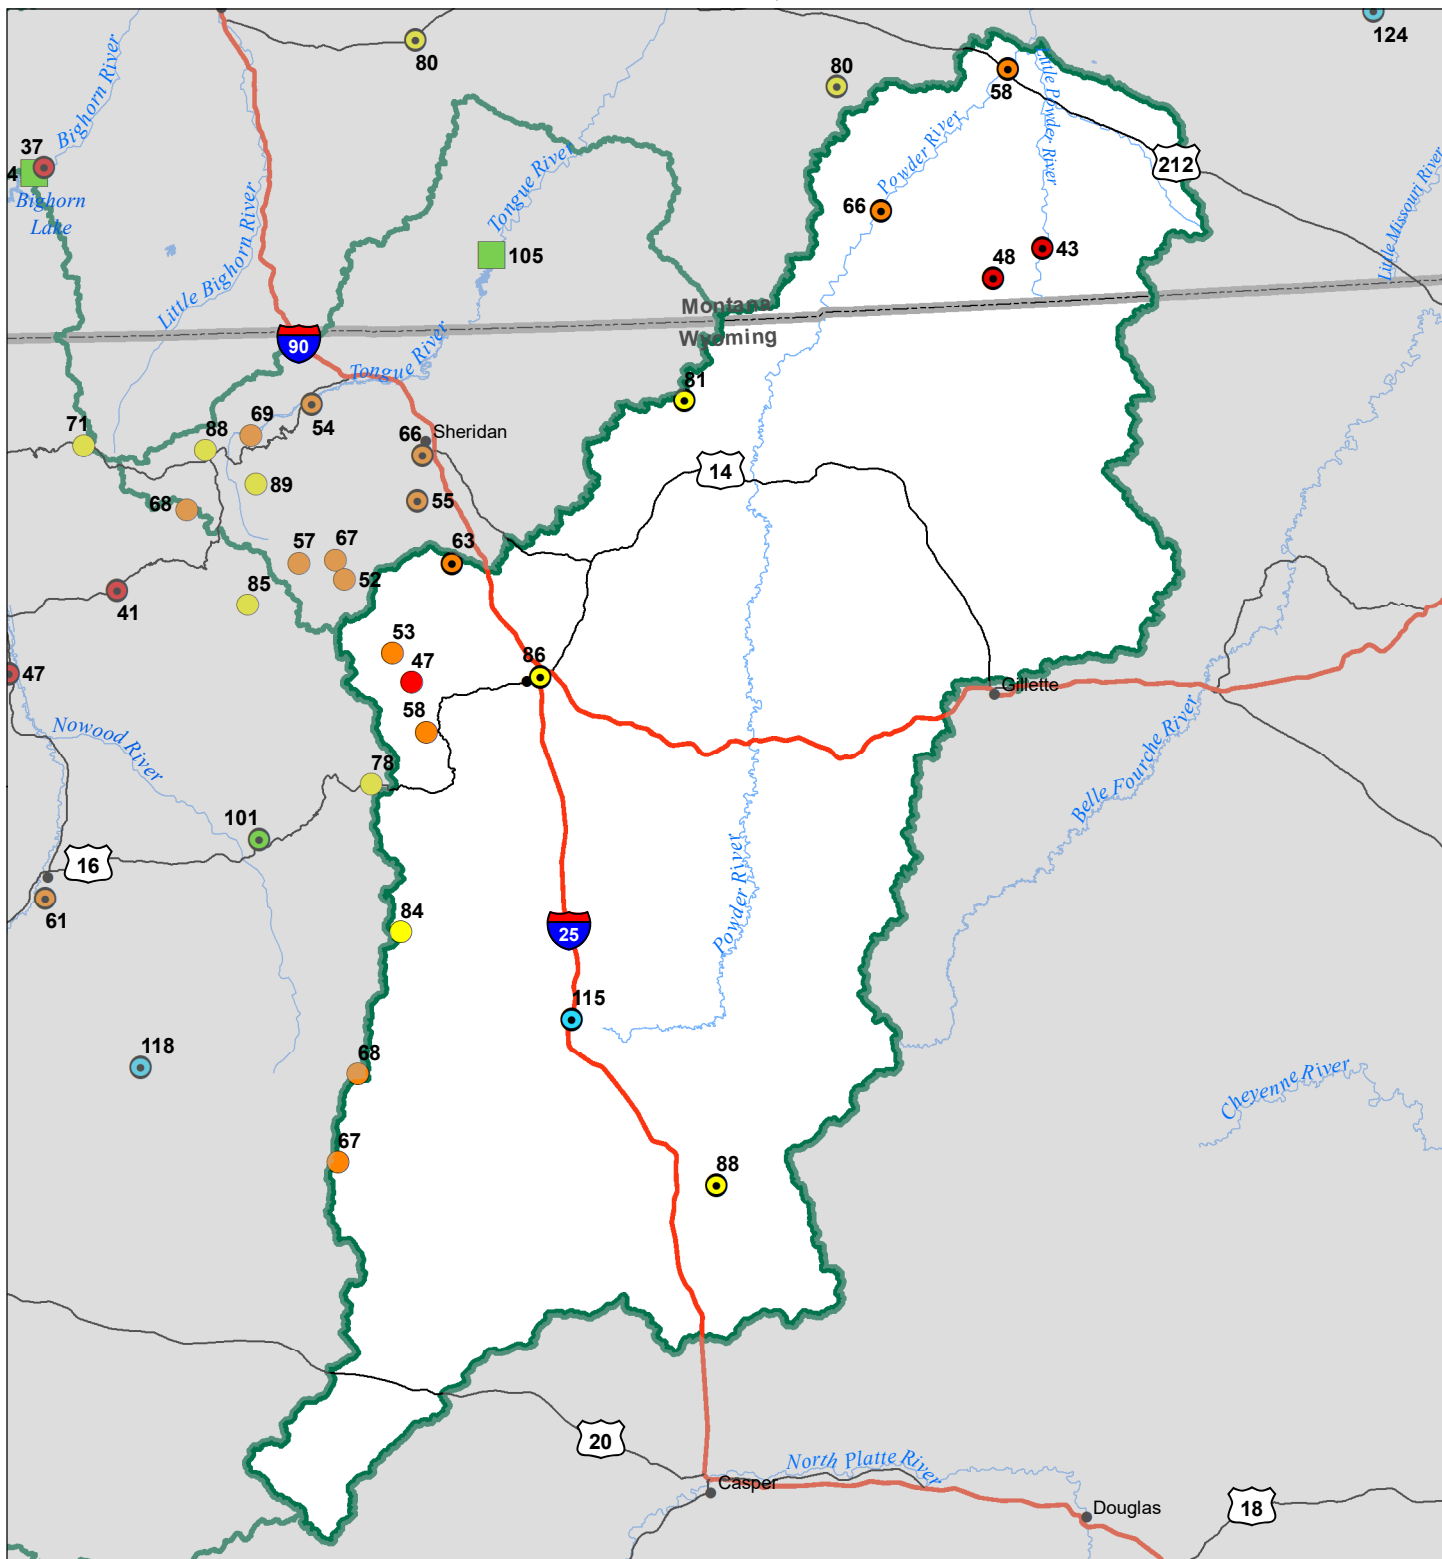 124
80
80
58
Bighorn River
Little Powder River
37
4
Bighorn
Lake
Tongue River
Powder River
212
Little Missouri River
66
43
48
105
Little Bighorn River
Montana
Wyoming
90
Tongue River
81
71
88
69
54
66
Sheridan
14
89
55
68
63
57
67
52
85
41
53
47
86
47
58
Gillette
Nowood River
78
Belle Fourche River
101
16
Powder River
61
84
25
115
118
68
Cheyenne River
67
88
20
North Platte River
Casper
Douglas
18